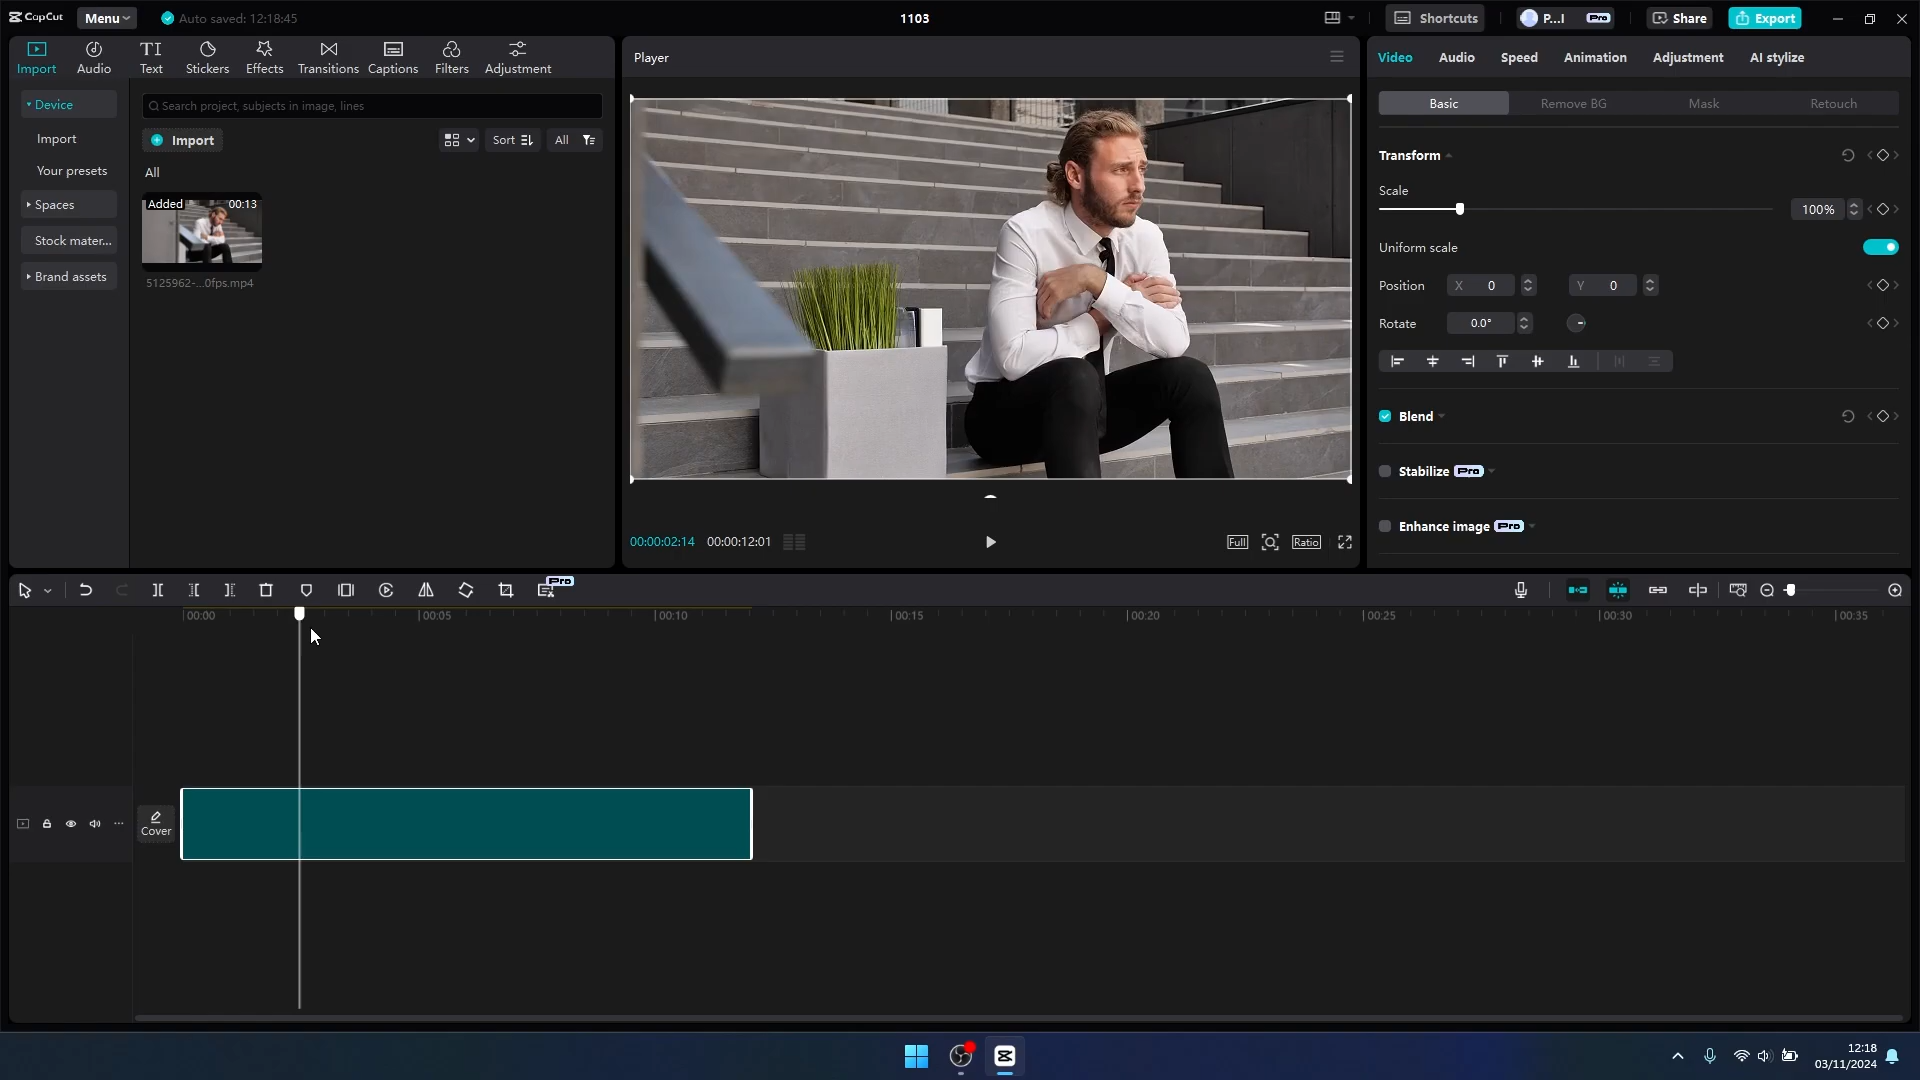 CapCut
Menu
Auto saved: 12:18:45
1103
Shortcuts
P...I
Pro
Share
Export
Import
Audio
Text
Stickers
Effects
Transitions
Captions
Filters
Adjustment
Device
Import
Your presets
Spaces
Stock mater...
Brand assets
Search project, subjects in image, lines
Import
Sort
All
All
Added
00:13
5125962-...0fps.mp4
Player
00:00:02:14
00:00:12:01
Full
Ratio
Video
Audio
Speed
Animation
Adjustment
AI stylize
Basic
Remove BG
Mask
Retouch
Transform
Scale
100%
Uniform scale
Position
X 0
Y 0
Rotate
0.0°
Blend
Stabilize Pro
Enhance image Pro
Pro
00:00
00:05
00:10
00:15
00:20
00:25
00:30
00:35
Cover
12:18
03/11/2024